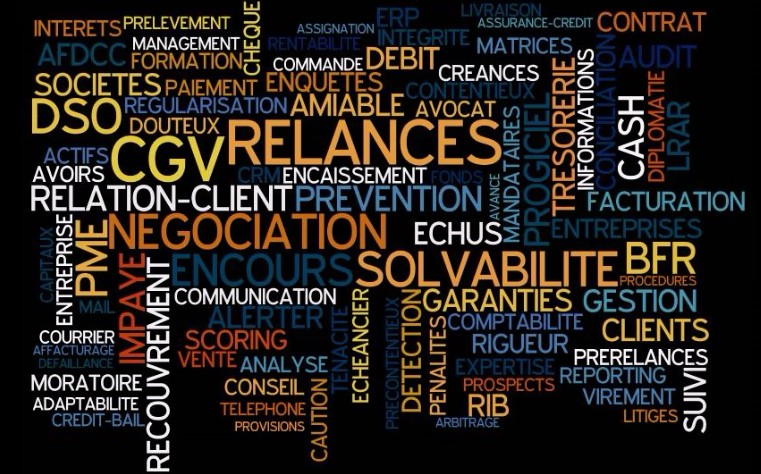 INTERETS
PRELEVEMENT
CHEQUE
ASSIGNATION
ERP
LIVRAISON
ASSURANCE-CREDIT
CONTRAT
AFDCC
MANAGEMENT
RENTABILITE
INTEGRITE
MATRICES
AUDIT
FORMATION
COMMANDE
DEBIT
CREANCES
SOCIETES
PAIEMENT
ENQUETES
CONTENTIEUX
TRESORERIE
INFORMATIONS
CONCILIATION
CASH
DIPLOMATIE
LRAR
DSO
REGULARISATION
AMIABLE
AVOCAT
DOUTEUX
RELANCES
MANDATAIRES
PROGICIEL
ACTIFS
CGV
AVOIRS
CRM
ENCAISSEMENT
FONDS
AVANCE
RELATION-CLIENT
PREVENTION
FACTURATION
CAPITAUX
ENTREPRISE
PME
NEGOCIATION
ECHUS
ENTREPRISES
IMPAYE
RECOUVREMENT
ENCOURS
SOLVABILITE
BFR
PROCEDURES
MAIL
COMMUNICATION
GARANTIES
GESTION
ALERTER
TENACITE
ECHEANCIER
PRECONTENTIEUX
DETECTION
PENALITES
COMPTABILITE
CLIENTS
COURRIER
SCORING
RIGUEUR
AFFACTURAGE
VENTE
ANALYSE
PRERELANCES
DEFAILLANCE
EXPERTISE
REPORTING
SUIVI
MORATOIRE
CONSEIL
CAUTION
PROSPECTS
VIREMENT
ADAPTABILITE
TELEPHONE
RIB
LITIGES
CREDIT-BAIL
PROVISIONS
ARBITRAGE